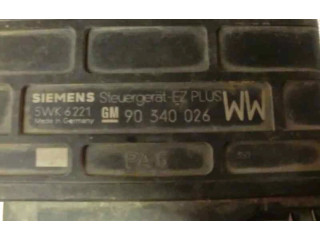 SIEMENS Steuergerät-EZ PLUS WW
5WK 6221 GM 90 340 026
Made in Germany